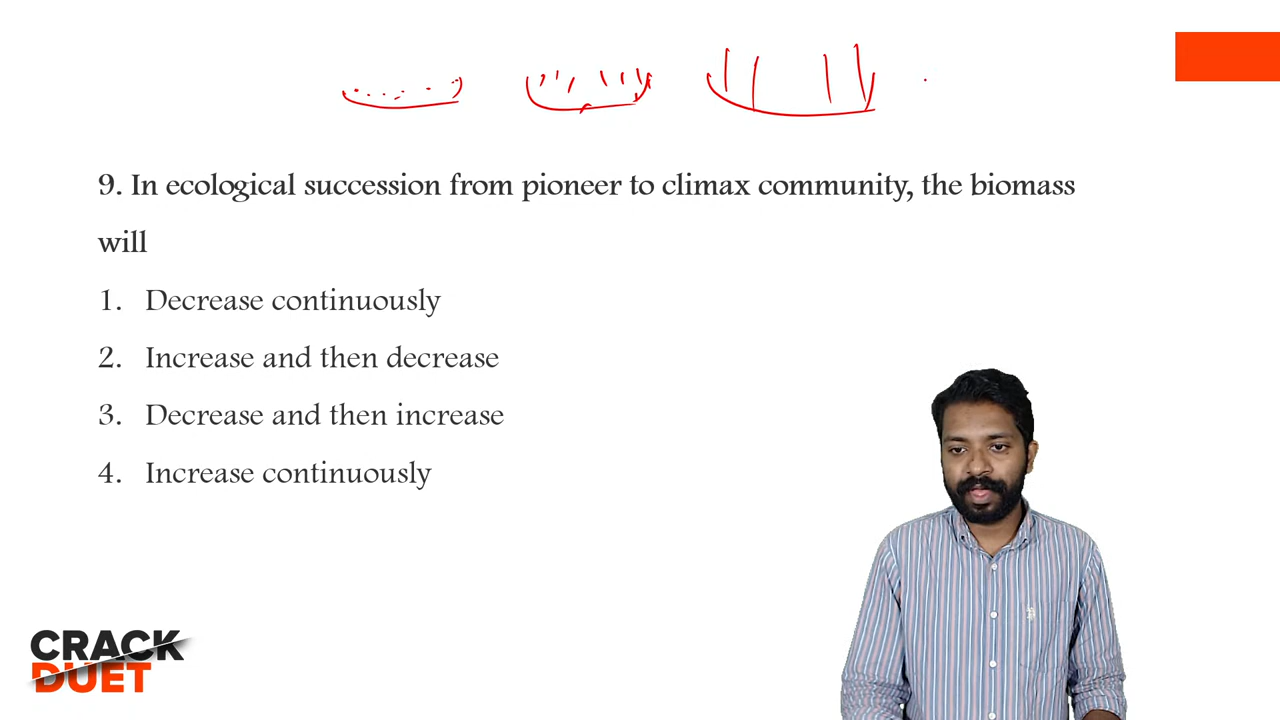 9. In ecological succession from pioneer to climax community, the biomass
will
1. Decrease continuously
2. Increase and then decrease
3. Decrease and then increase
4. Increase continuously
CRACK
DUET